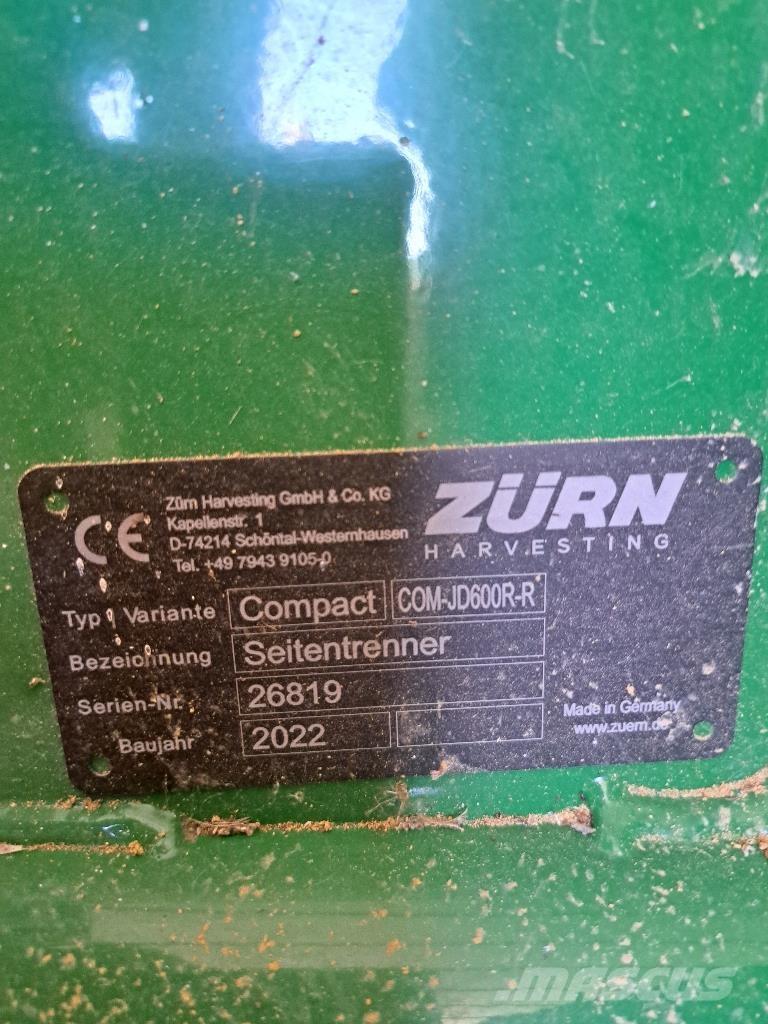 CE
Zürn Harvesting GmbH & Co. KG
Kapellenstr. 1
D-74214 Schöntal-Westernhausen
Tel. +49 7943 9105-0
ZÜRN
HARVESTING
Typ | Variante Compact COM-JD600R-R
Bezeichnung Seitentrenner
Serien-Nr. 26819
Baujahr 2022
Made in Germany
www.zuern.de
MASCUS